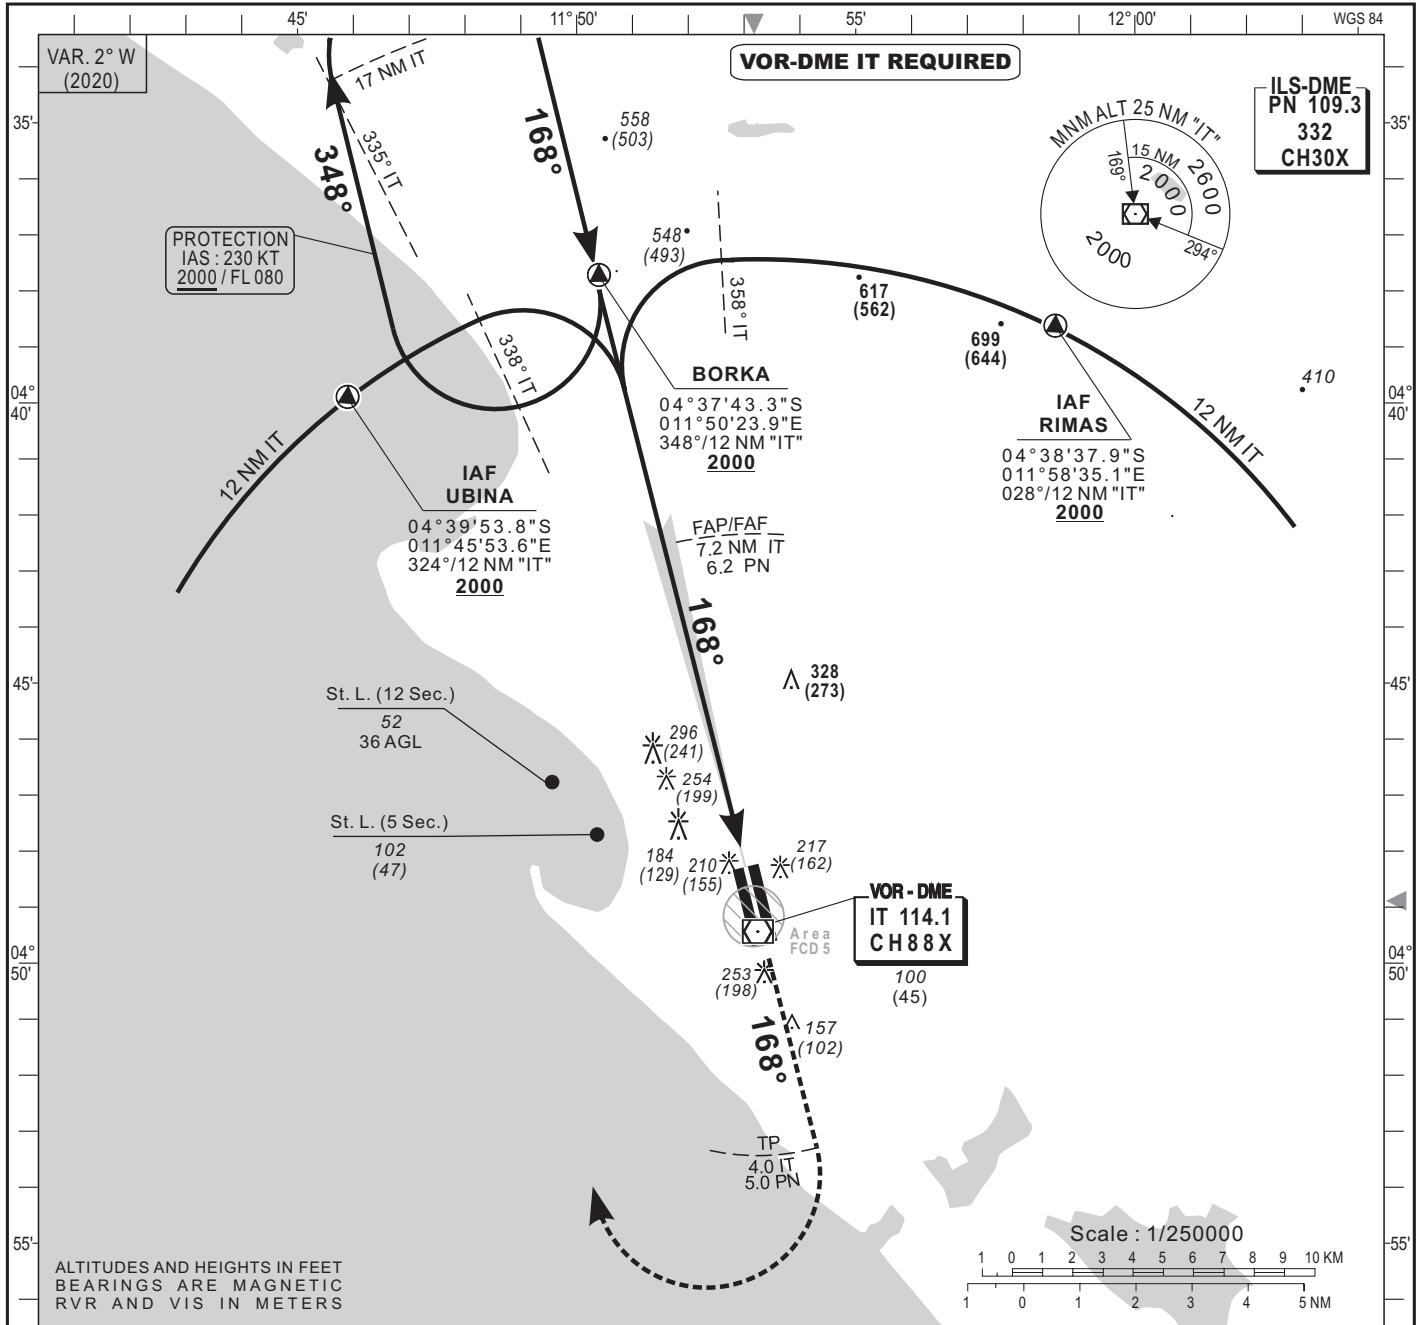 45'
11°50'
55'
12°00'
WGS 84
VAR. 2° W
(2020)
VOR-DME IT REQUIRED
ILS-DME
PN 109.3
332
CH30X
35'
35'
17 NM IT
335° IT
348°
168°
558
(503)
MNM ALT 25 NM "IT"
15 NM
169°
2000
2600
294°
2000
PROTECTION
IAS : 230 KT
2000 / FL 080
548
(493)
358° IT
617
(562)
699
(644)
338° IT
BORKA
04°37'43.3"S
011°50'23.9"E
348°/12 NM "IT"
2000
410
04°
40'
04°
40'
12 NM IT
12 NM IT
IAF
RIMAS
04°38'37.9"S
011°58'35.1"E
028°/12 NM "IT"
2000
IAF
UBINA
04°39'53.8"S
011°45'53.6"E
324°/12 NM "IT"
2000
FAP/FAF
7.2 NM IT
6.2 PN
168°
45'
45'
328
(273)
St. L. (12 Sec.)
52
36 AGL
296
(241)
254
(199)
St. L. (5 Sec.)
102
(47)
184
(129)
210
(155)
217
(162)
VOR - DME
IT 114.1
CH88X
100
(45)
Area
FCD 5
04°
50'
04°
50'
253
(198)
157
(102)
168°
TP
4.0 IT
5.0 PN
55'
55'
ALTITUDES AND HEIGHTS IN FEET
BEARINGS ARE MAGNETIC
RVR AND VIS IN METERS
Scale : 1/250000
1 0 1 2 3 4 5 6 7 8 9 10 KM
1 0 1 2 3 4 5 NM